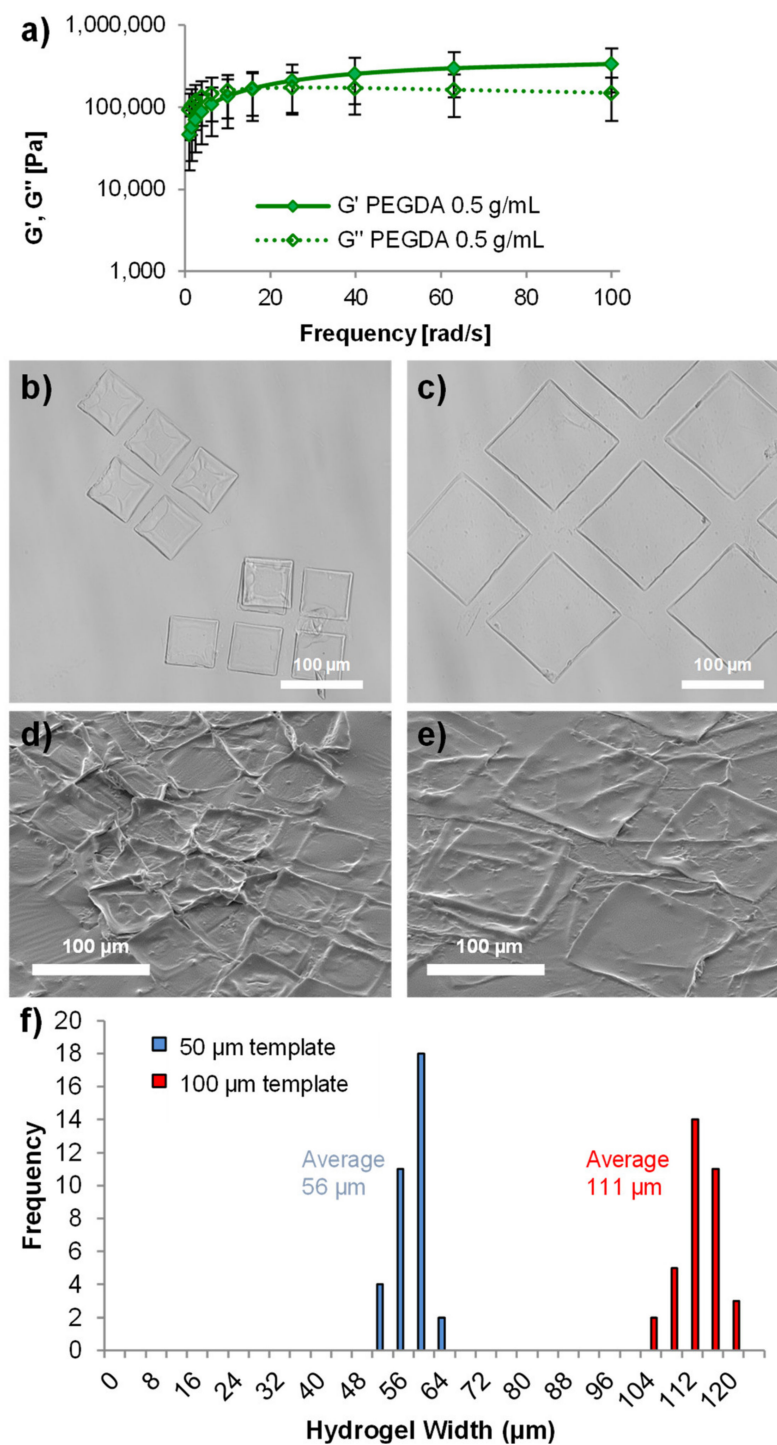 a)
1,000,000
100,000
10,000
1,000
G', G" [Pa]
G' PEGDA 0.5 g/mL
G" PEGDA 0.5 g/mL
0 20 40 60 80 100
Frequency [rad/s]
b)
100 µm
c)
100 µm
d)
100 µm
e)
100 µm
f)
20
18
16
14
12
10
8
6
4
2
0
Frequency
50 µm template
100 µm template
Average
56 µm
Average
111 µm
0 8 16 24 32 40 48 56 64 72 80 88 96 104 112 120
Hydrogel Width (µm)